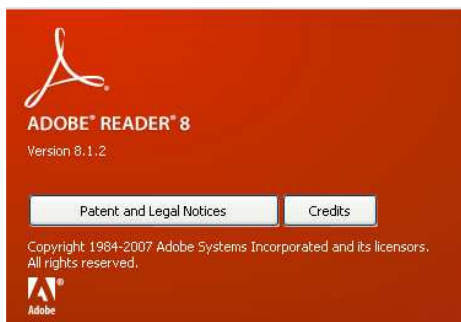 ADOBE® READER® 8
Version 8.1.2
Patent and Legal Notices
Credits
Copyright 1984-2007 Adobe Systems Incorporated and its licensors.
All rights reserved.
®
Adobe